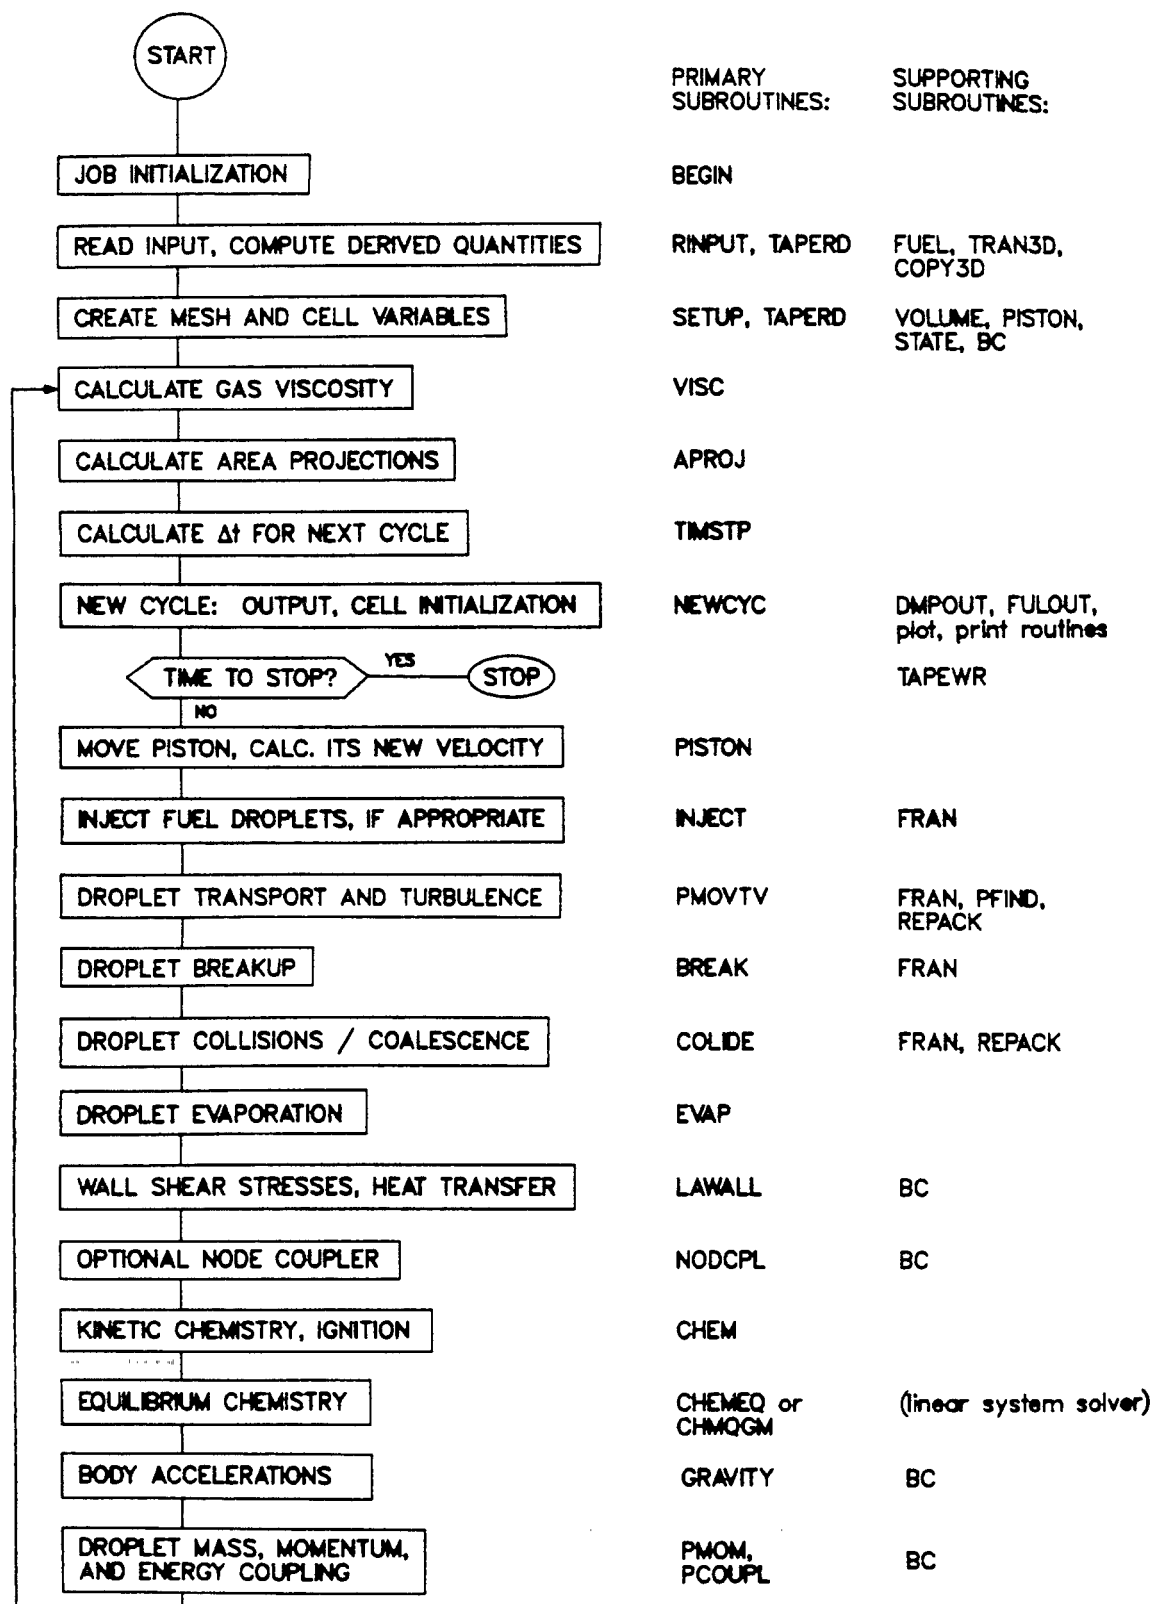 START
PRIMARY SUPPORTING
SUBROUTINES: SUBROUTINES:
JOB INITIALIZATION BEGIN
READ INPUT, COMPUTE DERIVED QUANTITIES RINPUT, TAPERD FUEL, TRAN3D,
COPY3D
CREATE MESH AND CELL VARIABLES SETUP, TAPERD VOLUME, PISTON,
STATE, BC
CALCULATE GAS VISCOSITY VISC
CALCULATE AREA PROJECTIONS APROJ
CALCULATE Δt FOR NEXT CYCLE TIMSTP
NEW CYCLE: OUTPUT, CELL INITIALIZATION NEWCYC DMPOUT, FULOUT,
plot, print routines
TIME TO STOP? YES STOP TAPEWR
NO
MOVE PISTON, CALC. ITS NEW VELOCITY PISTON
INJECT FUEL DROPLETS, IF APPROPRIATE INJECT FRAN
DROPLET TRANSPORT AND TURBULENCE PMOVTV FRAN, PFIND,
REPACK
DROPLET BREAKUP BREAK FRAN
DROPLET COLLISIONS / COALESCENCE COLIDE FRAN, REPACK
DROPLET EVAPORATION EVAP
WALL SHEAR STRESSES, HEAT TRANSFER LAWALL BC
OPTIONAL NODE COUPLER NODCPL BC
KINETIC CHEMISTRY, IGNITION CHEM
EQUILIBRIUM CHEMISTRY CHEMEQ or (linear system solver)
CHMQGM
BODY ACCELERATIONS GRAVITY BC
DROPLET MASS, MOMENTUM, PMOM, BC
AND ENERGY COUPLING PCOUPL